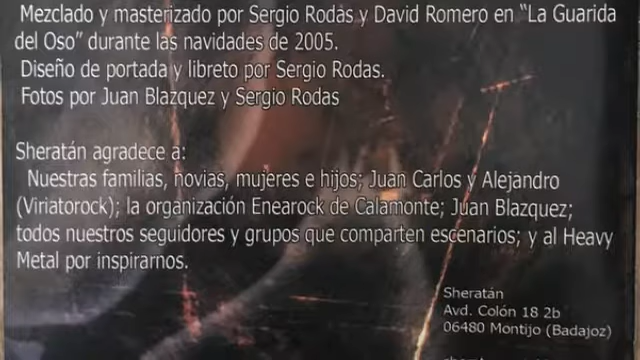 Mezclado y masterizado por Sergio Rodas y David Romero en “La Guarida
del Oso” durante las navidades de 2005.
Diseño de portada y libreto por Sergio Rodas.
Fotos por Juan Blazquez y Sergio Rodas
Sheratán agradece a:
Nuestras familias, novias, mujeres e hijos; Juan Carlos y Alejandro
(Viriatorock); la organización Enearock de Calamonte; Juan Blazquez;
todos nuestros seguidores y grupos que comparten escenarios; y al Heavy
Metal por inspirarnos.
Sheratán
Avd. Colón 18 2b
06480 Montijo (Badajoz)